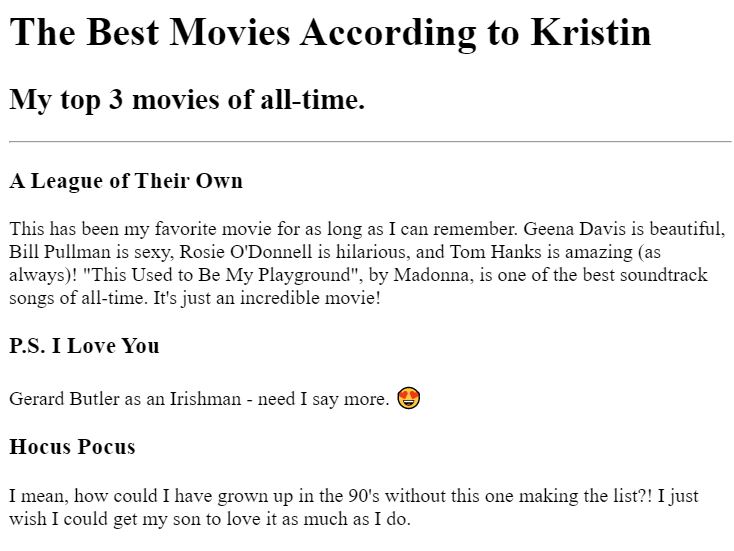 The Best Movies According to Kristin
My top 3 movies of all-time.
A League of Their Own
This has been my favorite movie for as long as I can remember. Geena Davis is beautiful,
Bill Pullman is sexy, Rosie O'Donnell is hilarious, and Tom Hanks is amazing (as
always)! "This Used to Be My Playground", by Madonna, is one of the best soundtrack
songs of all-time. It's just an incredible movie!
P.S. I Love You
Gerard Butler as an Irishman - need I say more. 😍
Hocus Pocus
I mean, how could I have grown up in the 90's without this one making the list?! I just
wish I could get my son to love it as much as I do.